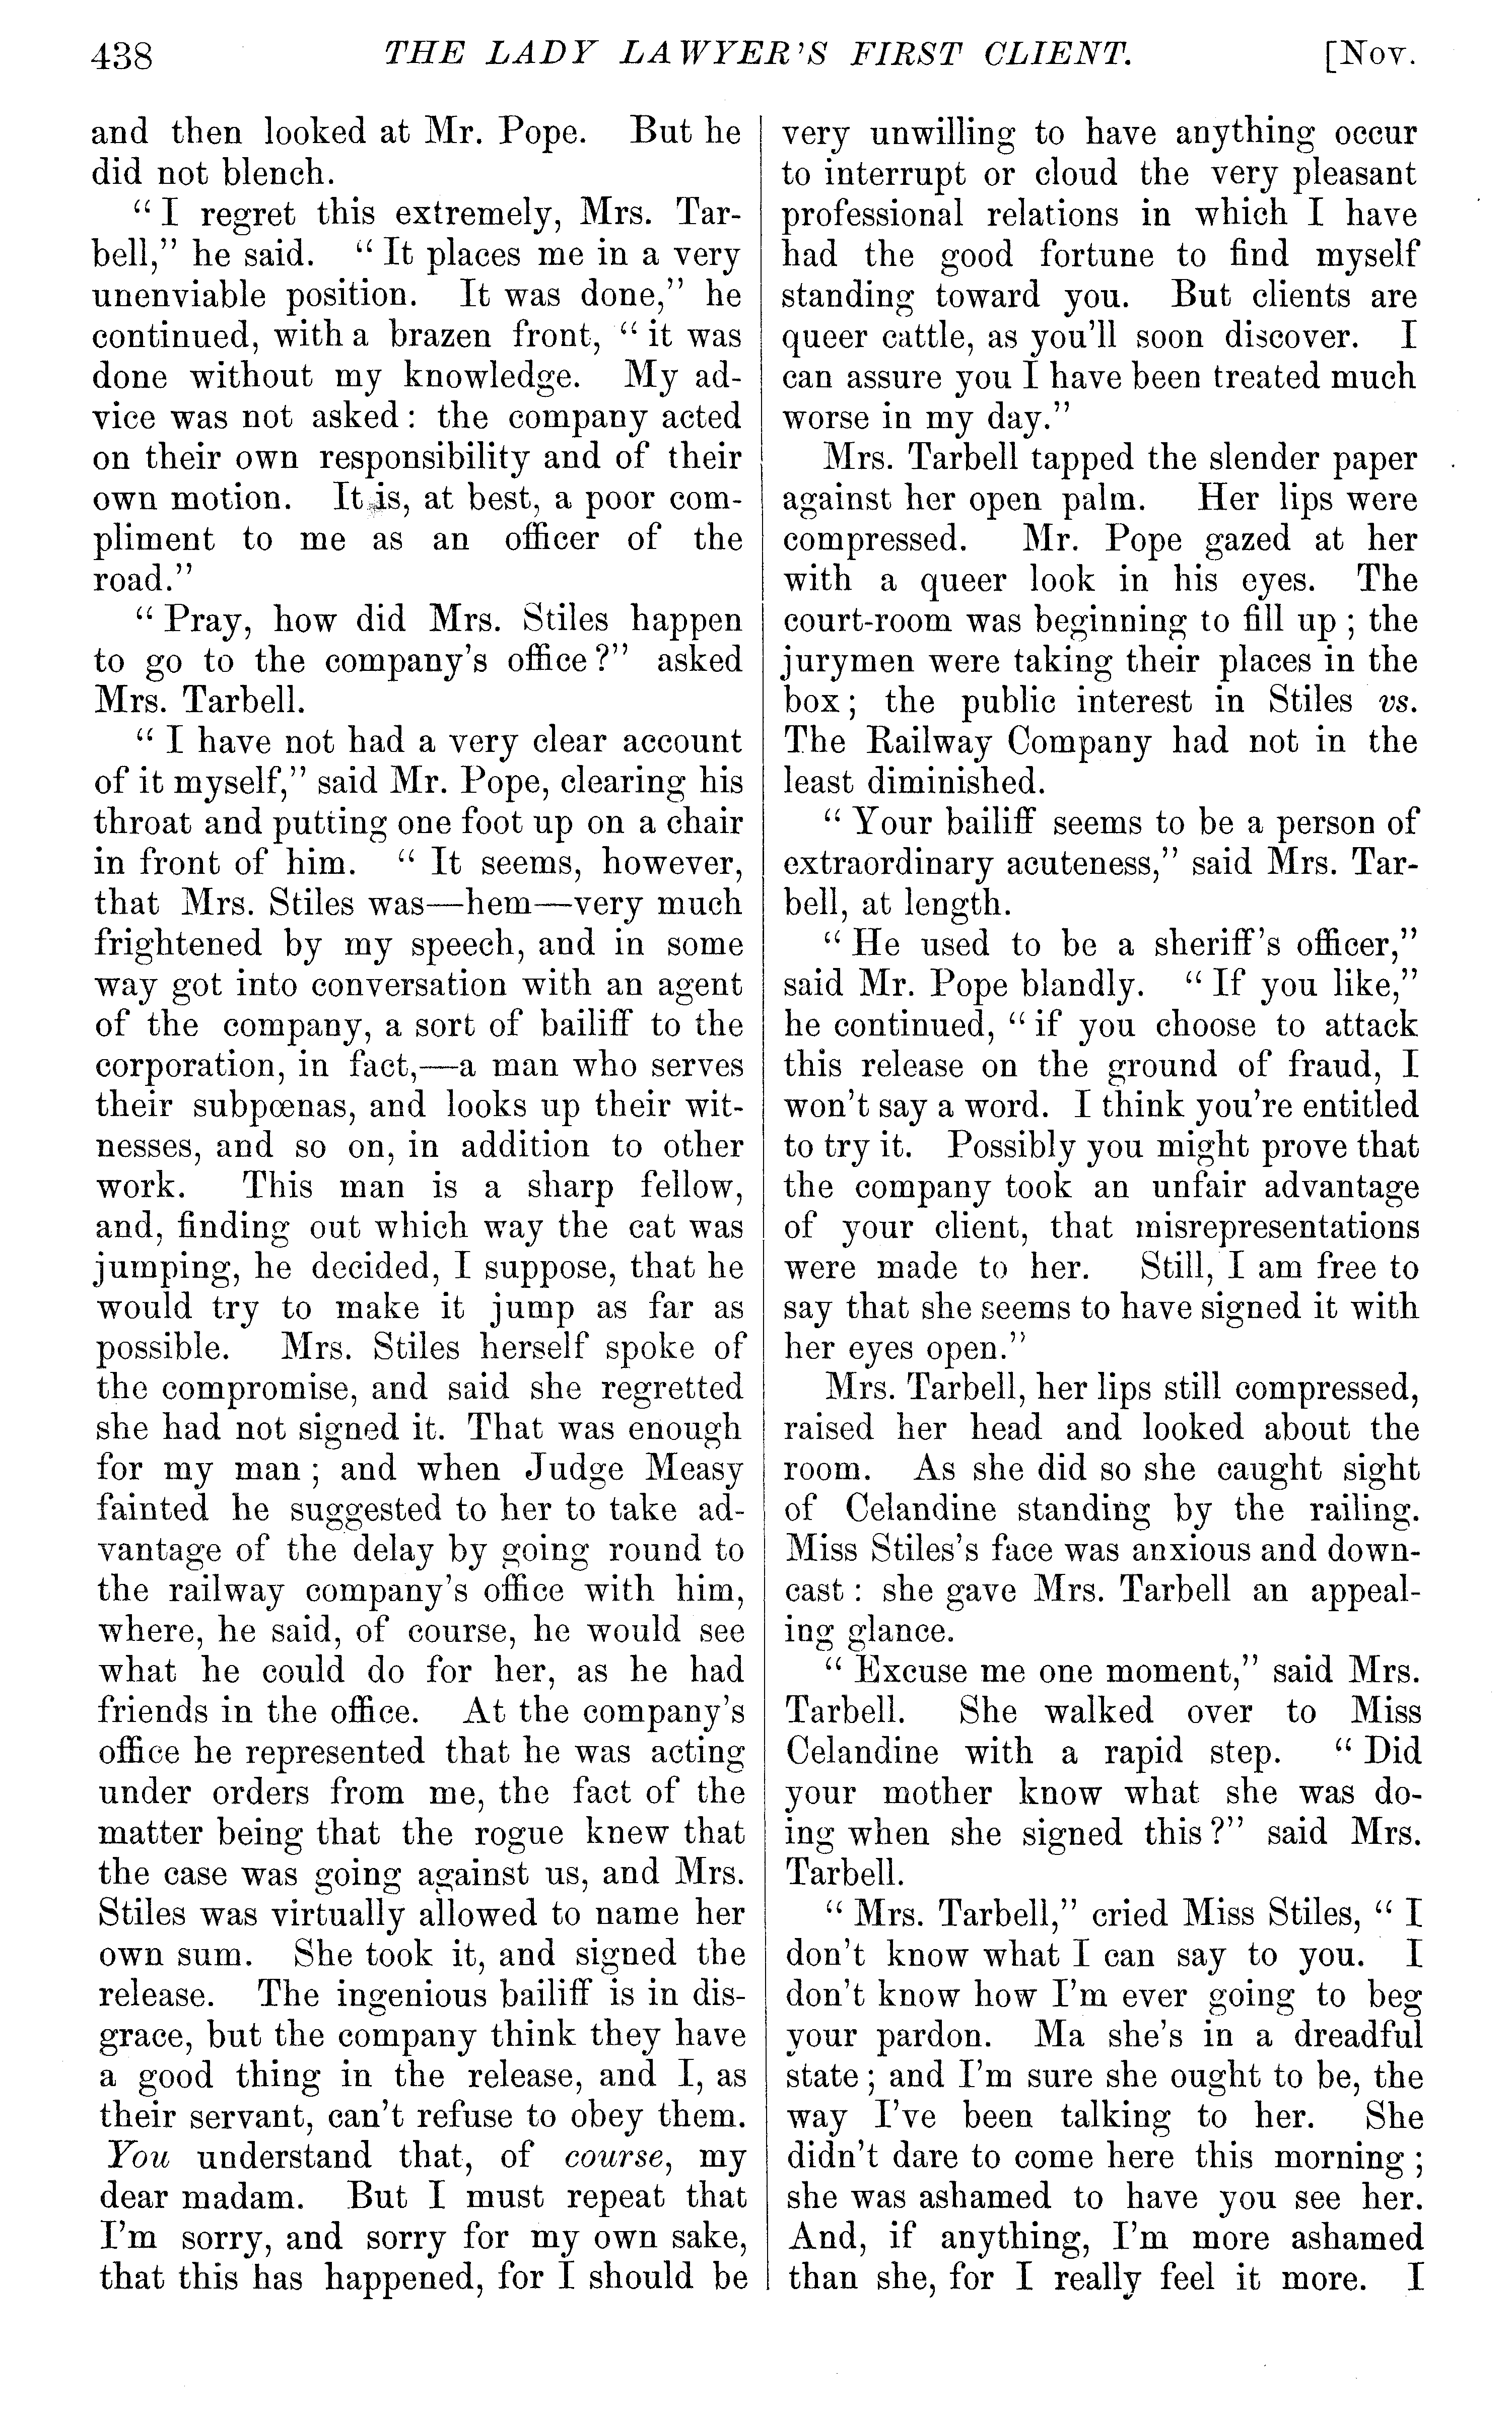 438 THE LADY LAWYER'S FIRST CLIENT. [Nov.
and then looked at Mr. Pope. But he
did not blench.
“I regret this extremely, Mrs. Tar-
bell,” he said. “It places me in a very
unenviable position. It was done,” he
continued, with a brazen front, “it was
done without my knowledge. My ad-
vice was not asked: the company acted
on their own responsibility and of their
own motion. It is, at best, a poor com-
pliment to me as an officer of the
road.”
“Pray, how did Mrs. Stiles happen
to go to the company's office?” asked
Mrs. Tarbell.
“I have not had a very clear account
of it myself,” said Mr. Pope, clearing his
throat and putting one foot up on a chair
in front of him. “It seems, however,
that Mrs. Stiles was—hem—very much
frightened by my speech, and in some
way got into conversation with an agent
of the company, a sort of bailiff to the
corporation, in fact,—a man who serves
their subpœnas, and looks up their wit-
nesses, and so on, in addition to other
work. This man is a sharp fellow,
and, finding out which way the cat was
jumping, he decided, I suppose, that he
would try to make it jump as far as
possible. Mrs. Stiles herself spoke of
the compromise, and said she regretted
she had not signed it. That was enough
for my man; and when Judge Measy
fainted he suggested to her to take ad-
vantage of the delay by going round to
the railway company's office with him,
where, he said, of course, he would see
what he could do for her, as he had
friends in the office. At the company's
office he represented that he was acting
under orders from me, the fact of the
matter being that the rogue knew that
the case was going against us, and Mrs.
Stiles was virtually allowed to name her
own sum. She took it, and signed the
release. The ingenious bailiff is in dis-
grace, but the company think they have
a good thing in the release, and I, as
their servant, can't refuse to obey them.
You understand that, of course, my
dear madam. But I must repeat that
I'm sorry, and sorry for my own sake,
that this has happened, for I should be
very unwilling to have anything occur
to interrupt or cloud the very pleasant
professional relations in which I have
had the good fortune to find myself
standing toward you. But clients are
queer cattle, as you'll soon discover. I
can assure you I have been treated much
worse in my day.”
Mrs. Tarbell tapped the slender paper
against her open palm. Her lips were
compressed. Mr. Pope gazed at her
with a queer look in his eyes. The
court-room was beginning to fill up; the
jurymen were taking their places in the
box; the public interest in Stiles vs.
The Railway Company had not in the
least diminished.
“Your bailiff seems to be a person of
extraordinary acuteness,” said Mrs. Tar-
bell, at length.
“He used to be a sheriff's officer,”
said Mr. Pope blandly. “If you like,”
he continued, “if you choose to attack
this release on the ground of fraud, I
won't say a word. I think you're entitled
to try it. Possibly you might prove that
the company took an unfair advantage
of your client, that misrepresentations
were made to her. Still, I am free to
say that she seems to have signed it with
her eyes open.”
Mrs. Tarbell, her lips still compressed,
raised her head and looked about the
room. As she did so she caught sight
of Celandine standing by the railing.
Miss Stiles's face was anxious and down-
cast: she gave Mrs. Tarbell an appeal-
ing glance.
“Excuse me one moment,” said Mrs.
Tarbell. She walked over to Miss
Celandine with a rapid step. “Did
your mother know what she was do-
ing when she signed this?” said Mrs.
Tarbell.
“Mrs. Tarbell,” cried Miss Stiles, “I
don't know what I can say to you. I
don't know how I'm ever going to beg
your pardon. Ma she's in a dreadful
state; and I'm sure she ought to be, the
way I've been talking to her. She
didn't dare to come here this morning;
she was ashamed to have you see her.
And, if anything, I'm more ashamed
than she, for I really feel it more. I